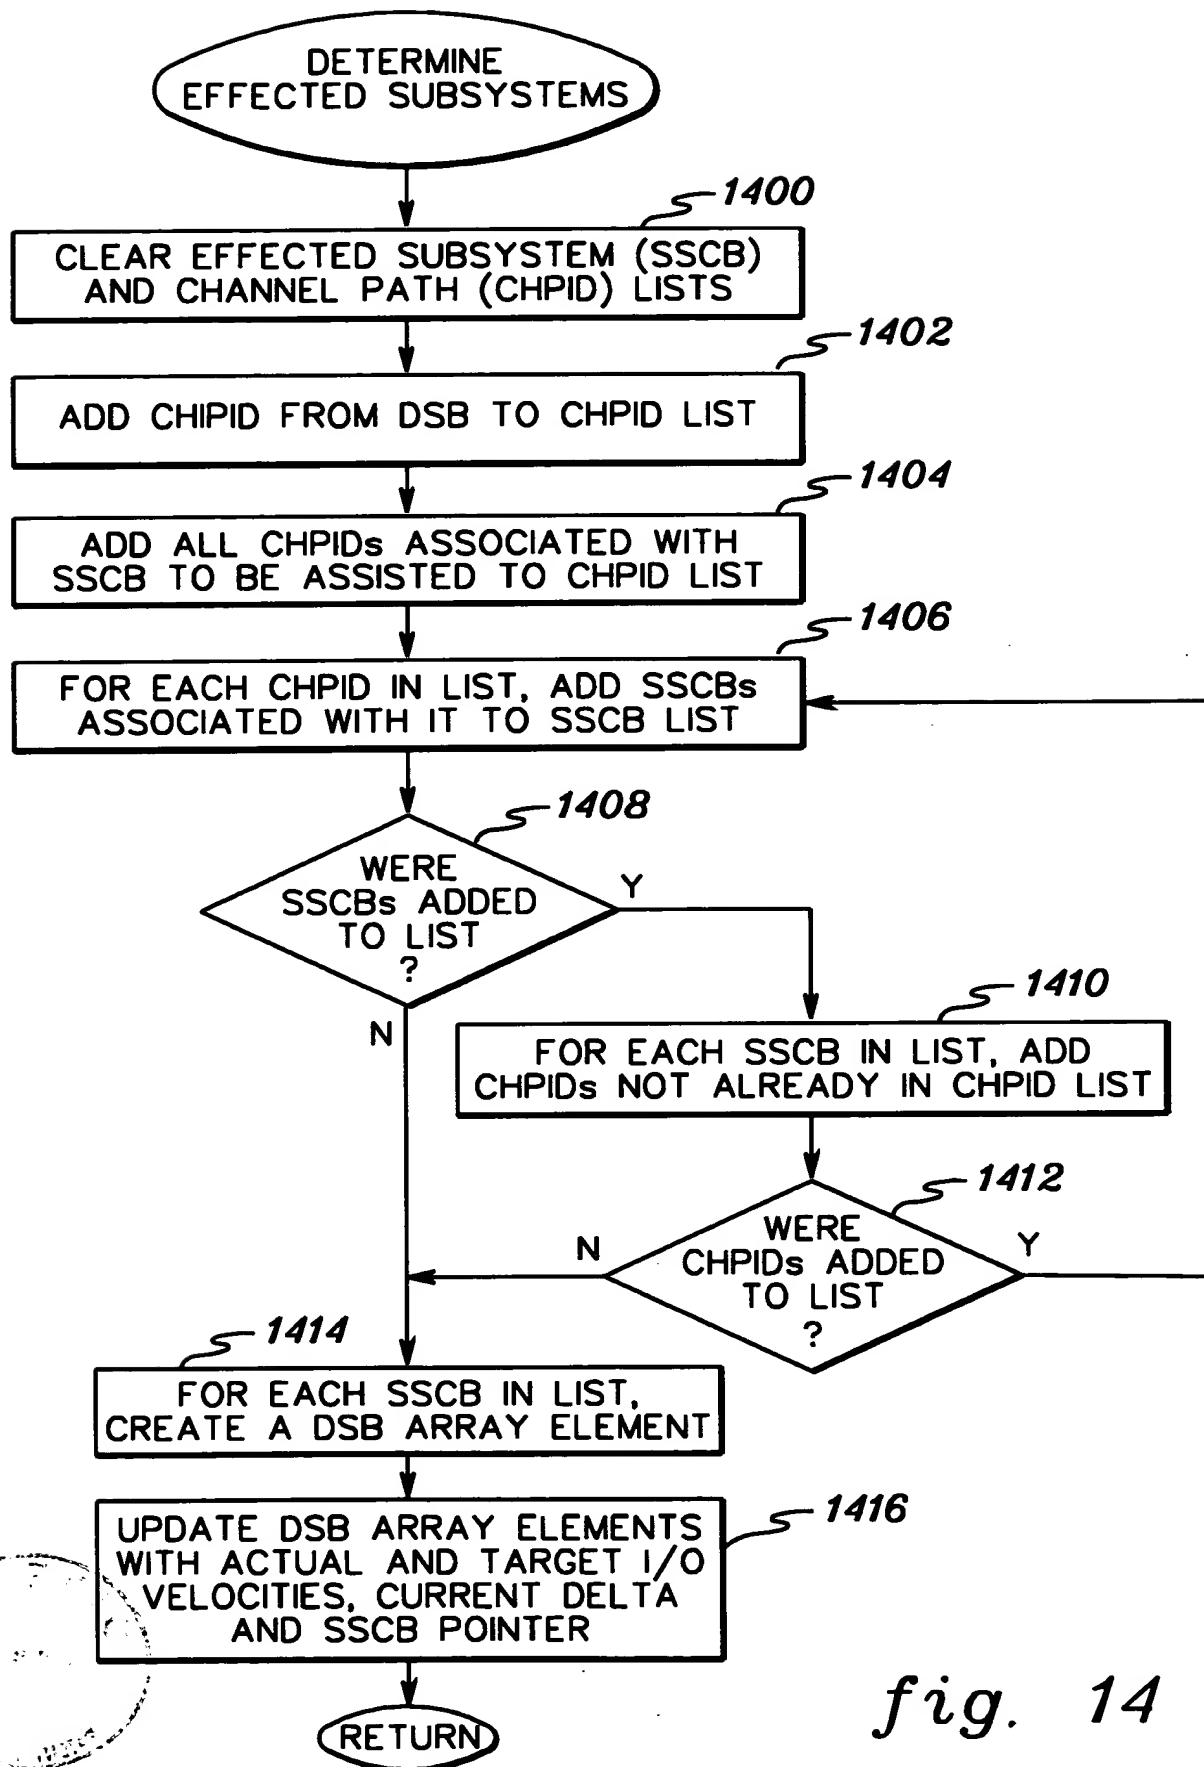 DETERMINE
EFFECTED SUBSYSTEMS
1400
CLEAR EFFECTED SUBSYSTEM (SSCB)
AND CHANNEL PATH (CHPID) LISTS
1402
ADD CHIPID FROM DSB TO CHPID LIST
1404
ADD ALL CHPIDs ASSOCIATED WITH
SSCB TO BE ASSISTED TO CHPID LIST
1406
FOR EACH CHPID IN LIST, ADD SSCBs
ASSOCIATED WITH IT TO SSCB LIST
1408
WERE
SSCBs ADDED
TO LIST
?
Y
N
1410
FOR EACH SSCB IN LIST, ADD
CHPIDs NOT ALREADY IN CHPID LIST
1412
WERE
CHPIDs ADDED
TO LIST
?
N
Y
1414
FOR EACH SSCB IN LIST,
CREATE A DSB ARRAY ELEMENT
1416
UPDATE DSB ARRAY ELEMENTS
WITH ACTUAL AND TARGET I/O
VELOCITIES, CURRENT DELTA
AND SSCB POINTER
RETURN
fig. 14